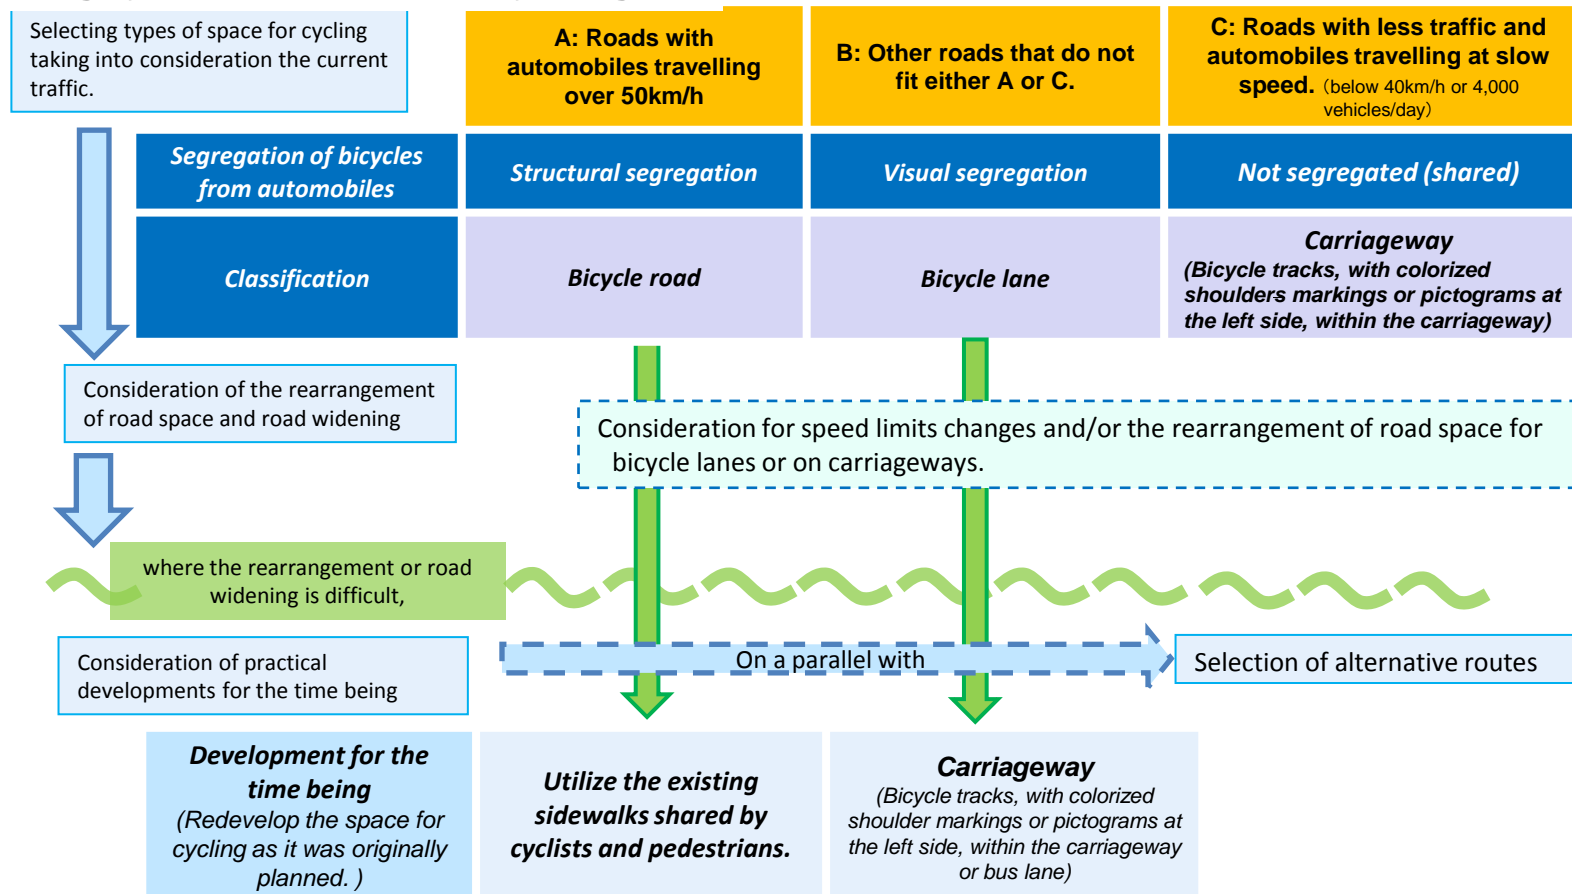 Selecting types of space for cycling
taking into consideration the current
traffic.
A: Roads with
automobiles travelling
over 50km/h
B: Other roads that do not
fit either A or C.
C: Roads with less traffic and
automobiles travelling at slow
speed. （below 40km/h or 4,000
vehicles/day）
Segregation of bicycles
from automobiles
Structural segregation
Visual segregation
Not segregated (shared)
Classification
Bicycle road
Bicycle lane
Carriageway
(Bicycle tracks, with colorized
shoulders markings or pictograms at
the left side, within the carriageway)
Consideration of the rearrangement
of road space and road widening
Consideration for speed limits changes and/or the rearrangement of road space for
bicycle lanes or on carriageways.
where the rearrangement or road
widening is difficult,
Consideration of practical
developments for the time being
On a parallel with
Selection of alternative routes
Development for the
time being
(Redevelop the space for
cycling as it was originally
planned. )
Utilize the existing
sidewalks shared by
cyclists and pedestrians.
Carriageway
(Bicycle tracks, with colorized
shoulder markings or pictograms at
the left side, within the carriageway
or bus lane)